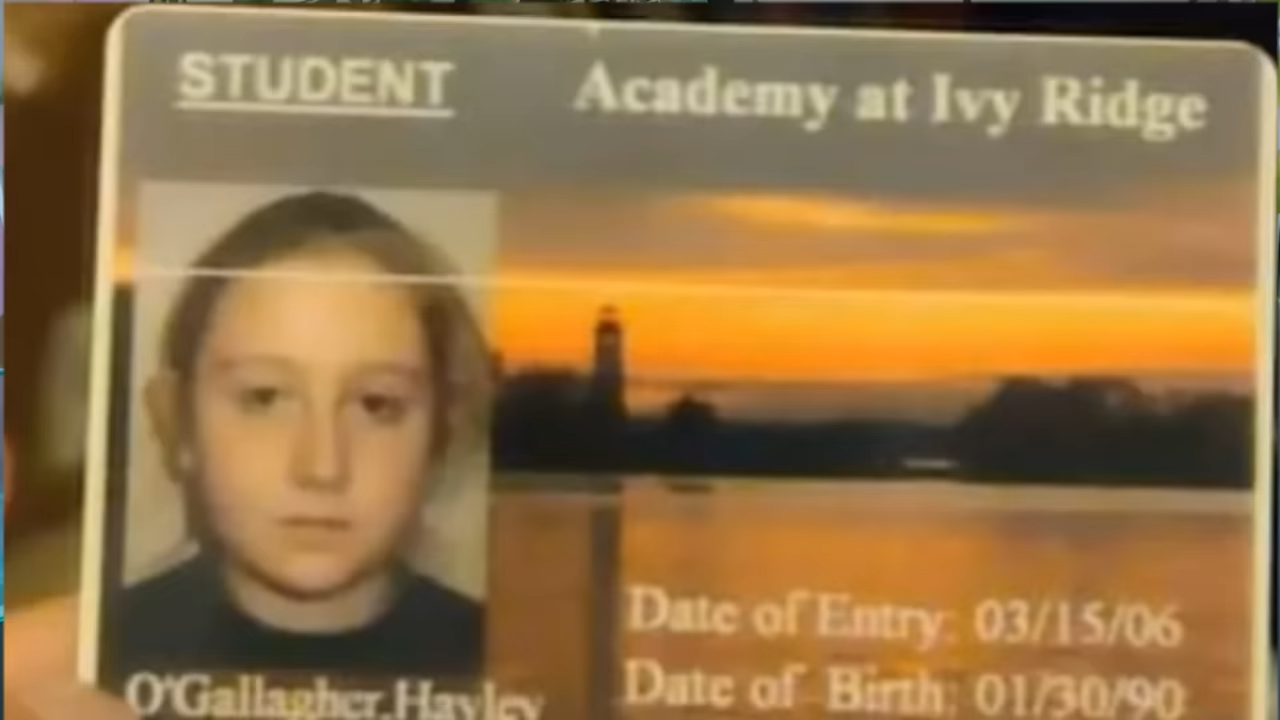 STUDENT
Academy at Ivy Ridge
Date of Entry: 03/15/06
Date of Birth: 01/30/90
O'Gallagher,Hayley